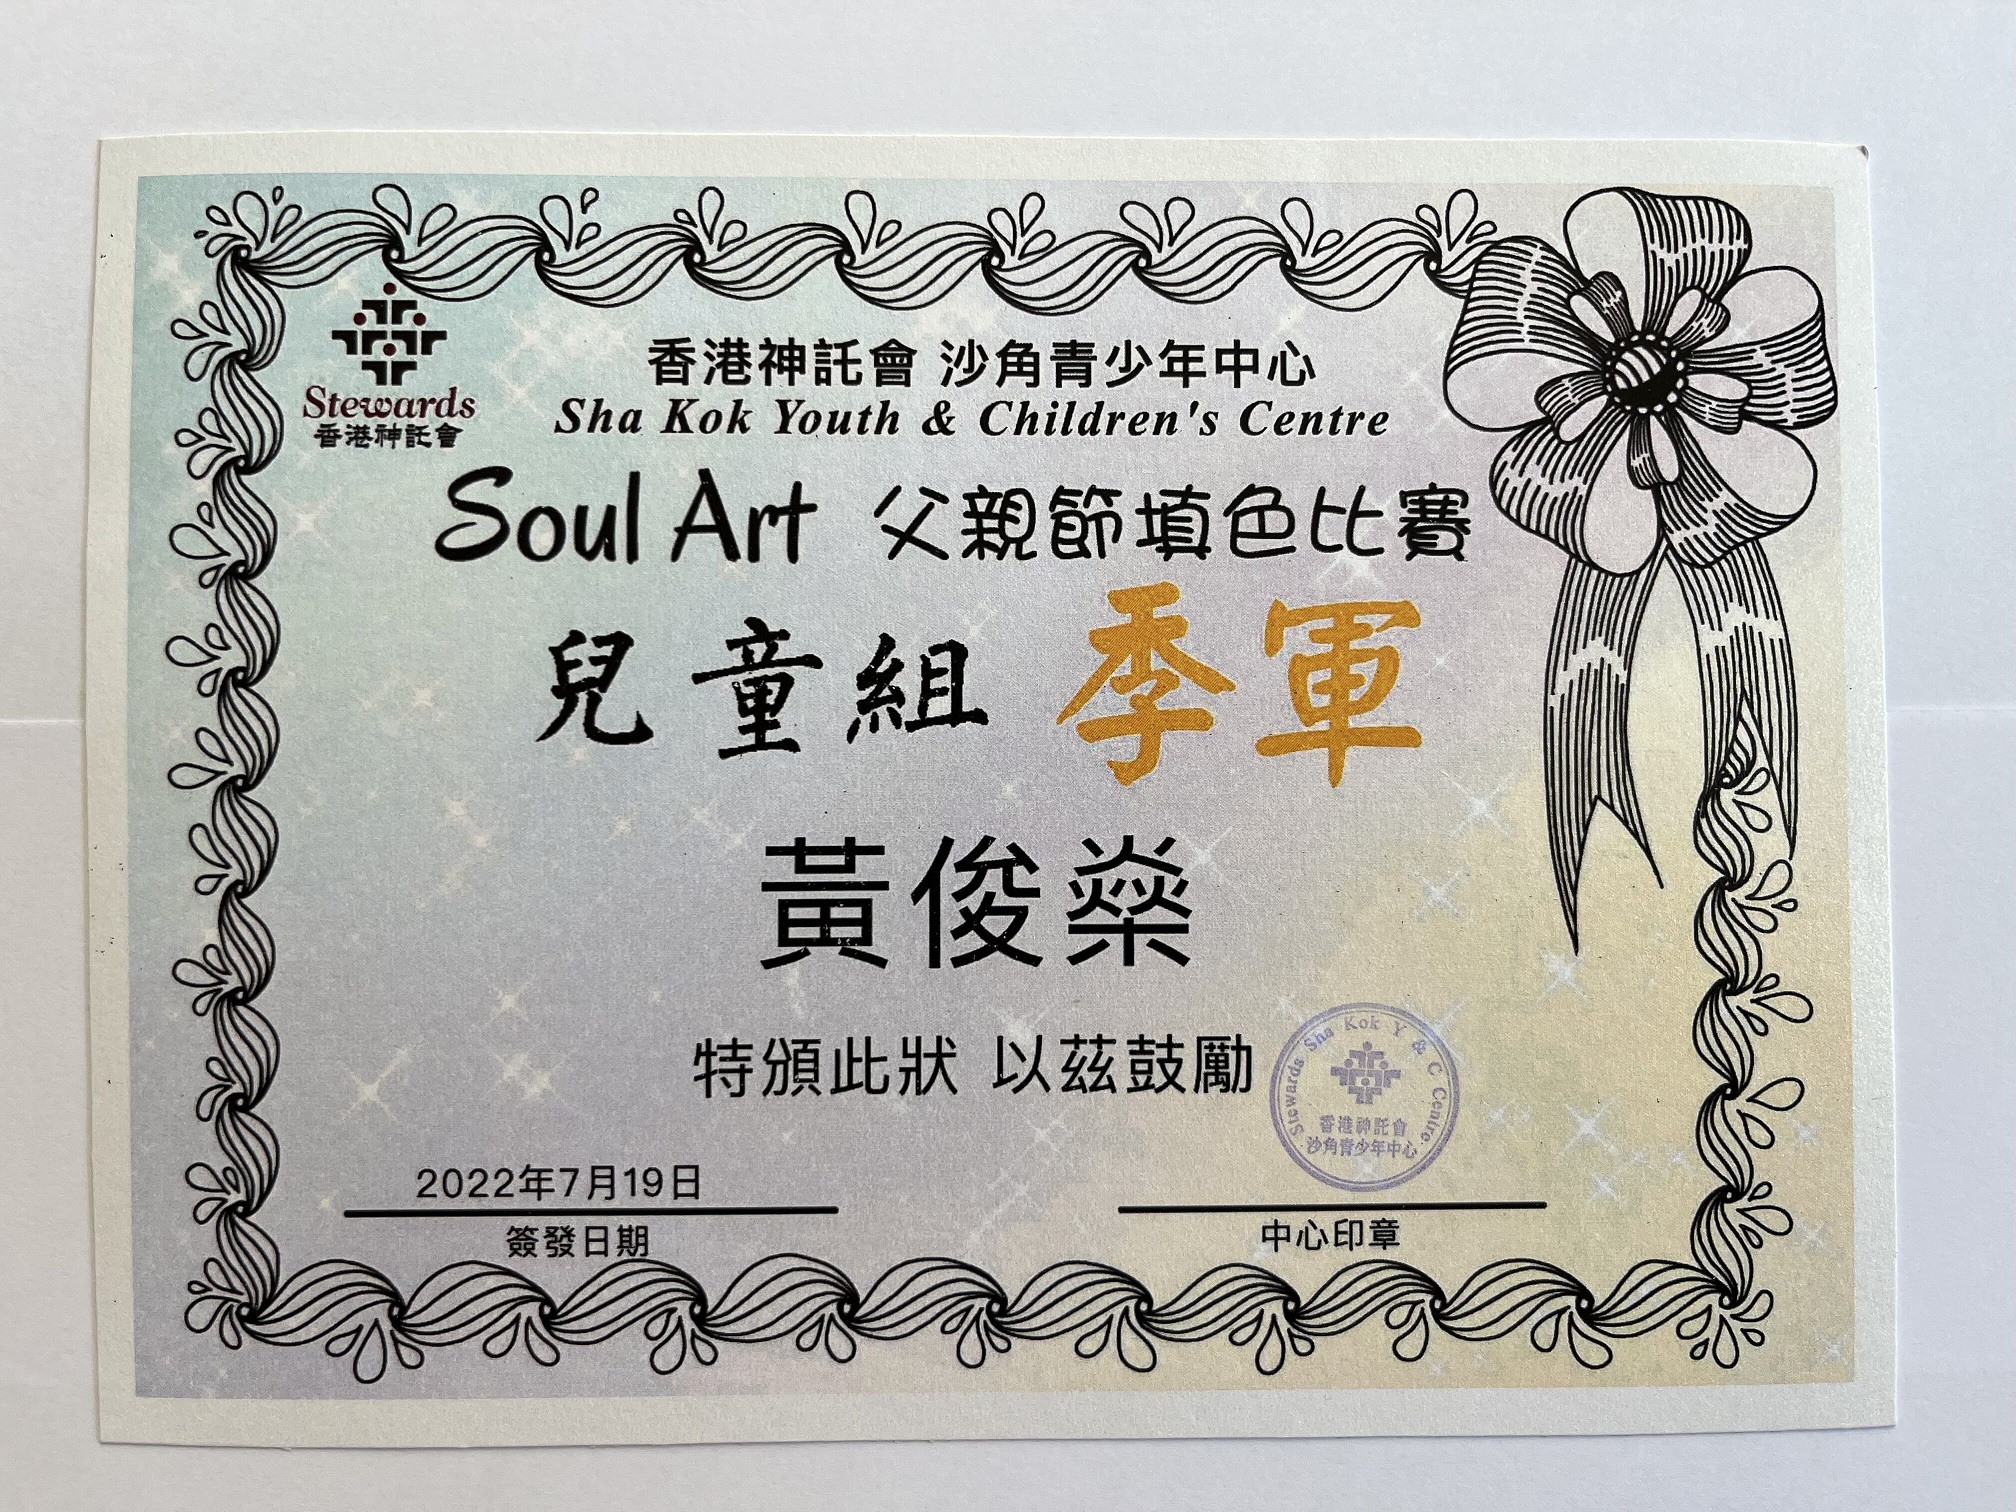 Stewards
香港神託會
香港神託會 沙角青少年中心
Sha Kok Youth & Children's Centre
Soul Art 父親節填色比賽
兒童組 季軍
黃俊燊
特頒此狀 以茲鼓勵
Stewards Sha Kok Y & C Centre
香港神託會
沙角青少年中心
2022年7月19日
簽發日期
中心印章